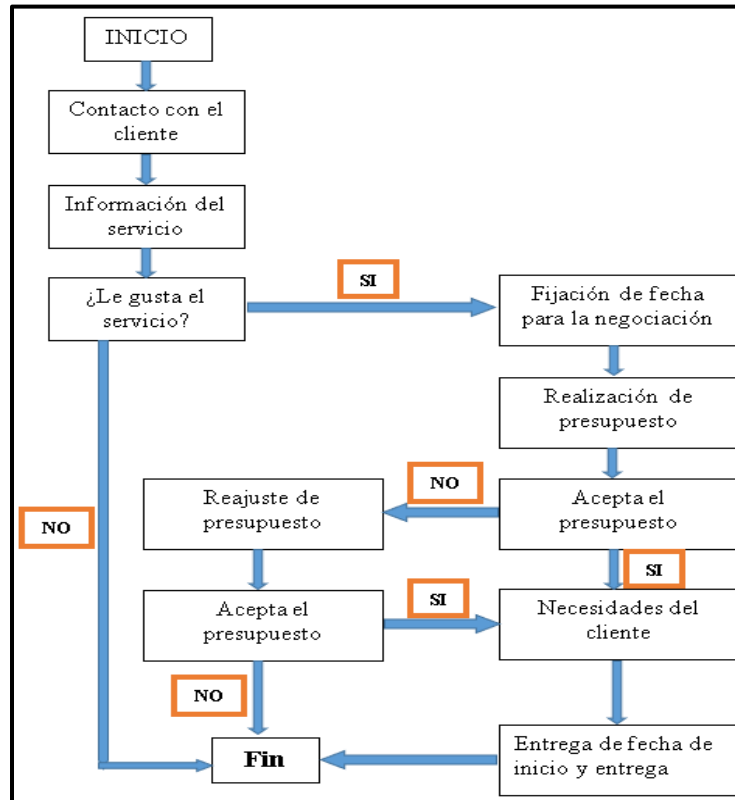 INICIO
Contacto con el
cliente
Información del
servicio
¿Le gusta el
servicio?
SI
Fijación de fecha
para la negociación
Realización de
presupuesto
Acepta el
presupuesto
NO
Reajuste de
presupuesto
NO
SI
Acepta el
presupuesto
SI
Necesidades del
cliente
NO
Fin
Entrega de fecha de
inicio y entrega